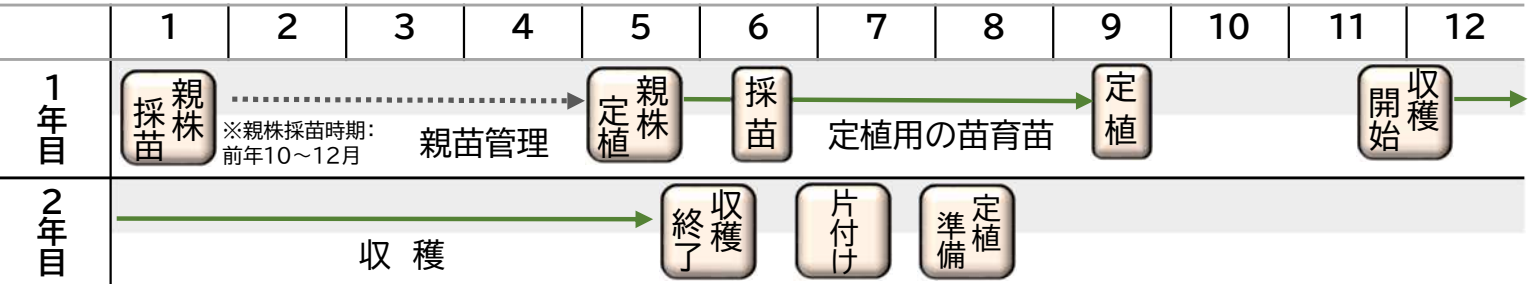 1 2 3 4 5 6 7 8 9 10 11 12
1年目
親株
採苗
※親株採苗時期：
前年10～12月
親苗管理
親株
定植
採苗
定植用の苗育苗
定植
収穫
開始
2年目
収 穫
収穫
終了
片付け
定植
準備